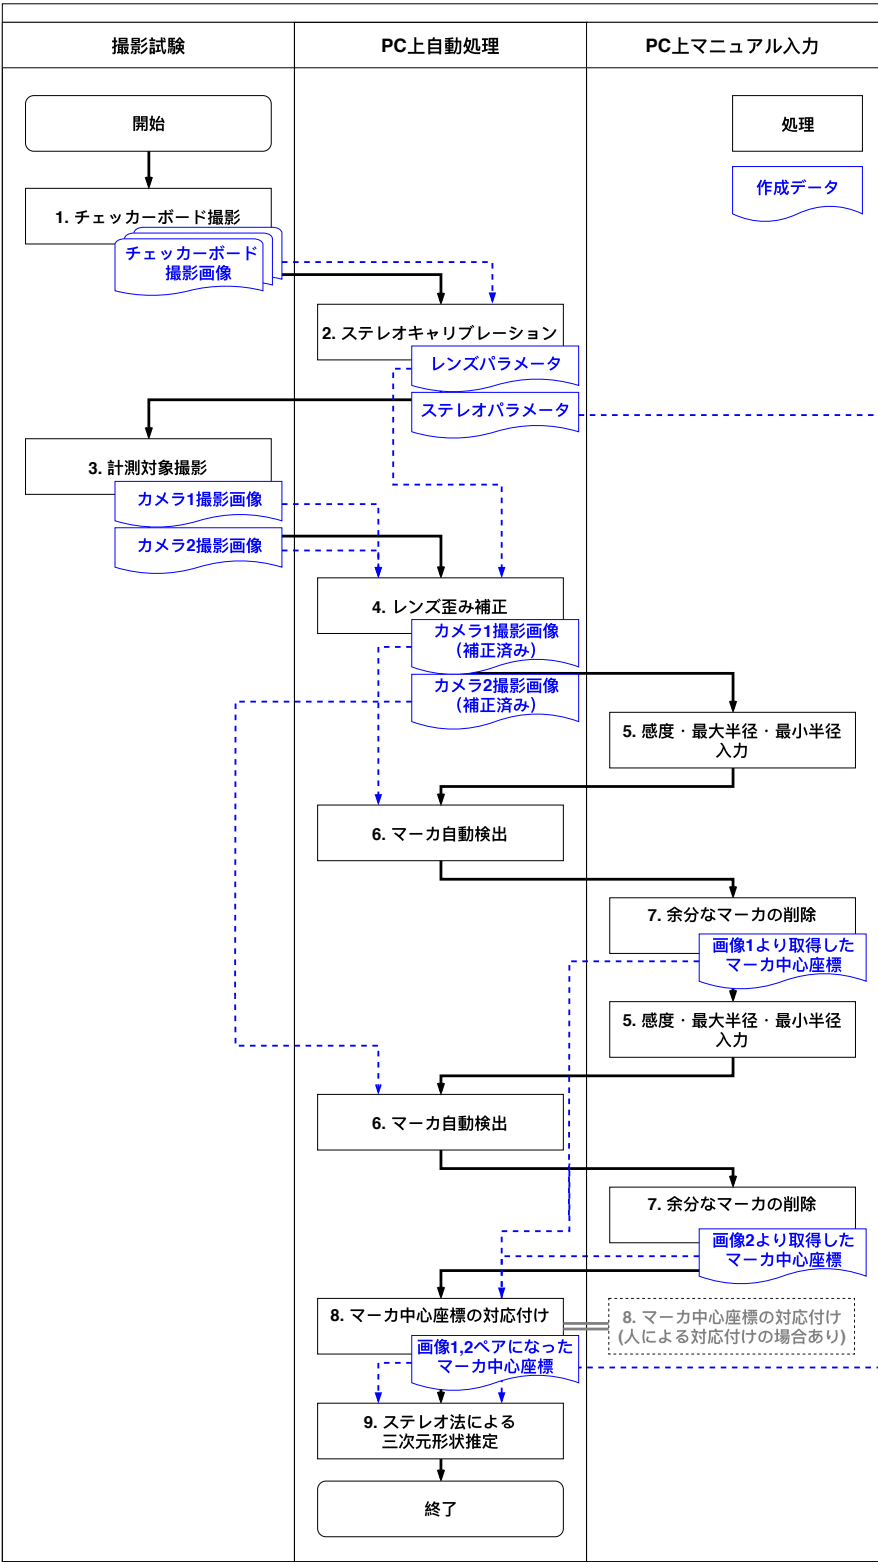 撮影試験
PC上自動処理
PC上マニュアル入力
開始
処理
作成データ
1. チェッカーボード撮影
チェッカーボード
撮影画像
2. ステレオキャリブレーション
レンズパラメータ
ステレオパラメータ
3. 計測対象撮影
カメラ1撮影画像
カメラ2撮影画像
4. レンズ歪み補正
カメラ1撮影画像
（補正済み）
カメラ2撮影画像
（補正済み）
5. 感度・最大半径・最小半径
入力
6. マーカ自動検出
7. 余分なマーカの削除
画像1より取得した
マーカ中心座標
5. 感度・最大半径・最小半径
入力
6. マーカ自動検出
7. 余分なマーカの削除
画像2より取得した
マーカ中心座標
8. マーカ中心座標の対応付け
8. マーカ中心座標の対応付け
(人による対応付けの場合あり)
画像1,2ペアになった
マーカ中心座標
9. ステレオ法による
三次元形状推定
終了